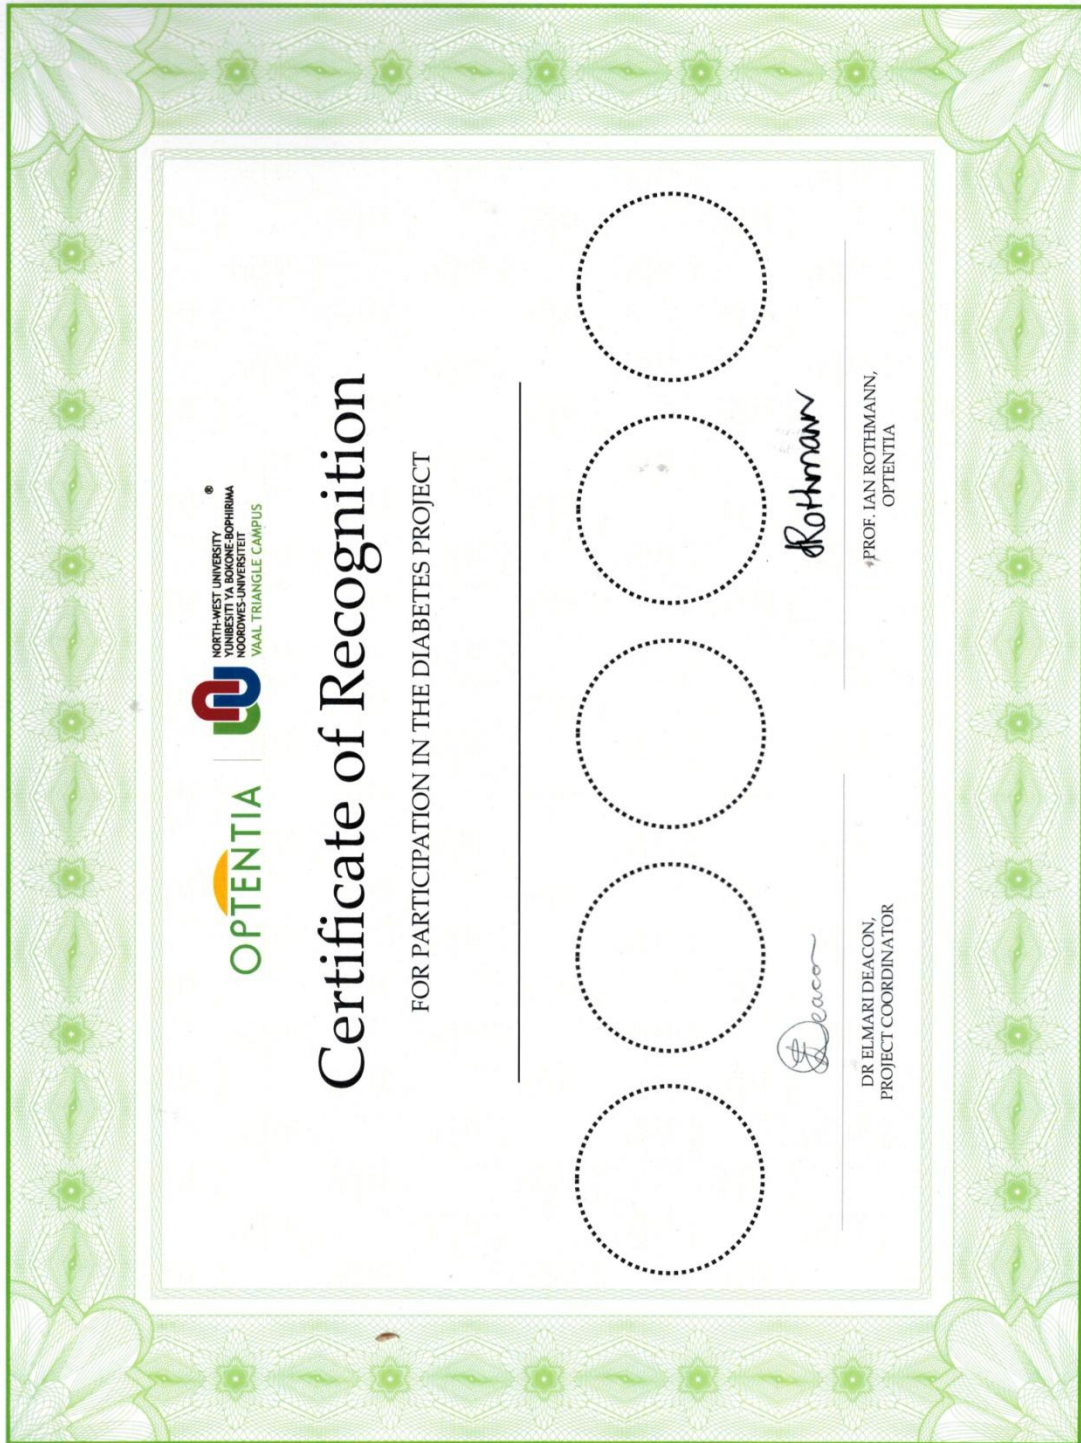 OPTENTIA
NORTH-WEST UNIVERSITY ®
YUNIBESITI YA BOKONE-BOPHIRIMA
NOORDWES-UNIVERSITEIT
VAAL TRIANGLE CAMPUS
Certificate of Recognition
FOR PARTICIPATION IN THE DIABETES PROJECT
Deacon
DR ELMARI DEACON,
PROJECT COORDINATOR
Rothmann
PROF. IAN ROTHMANN,
OPTENTIA